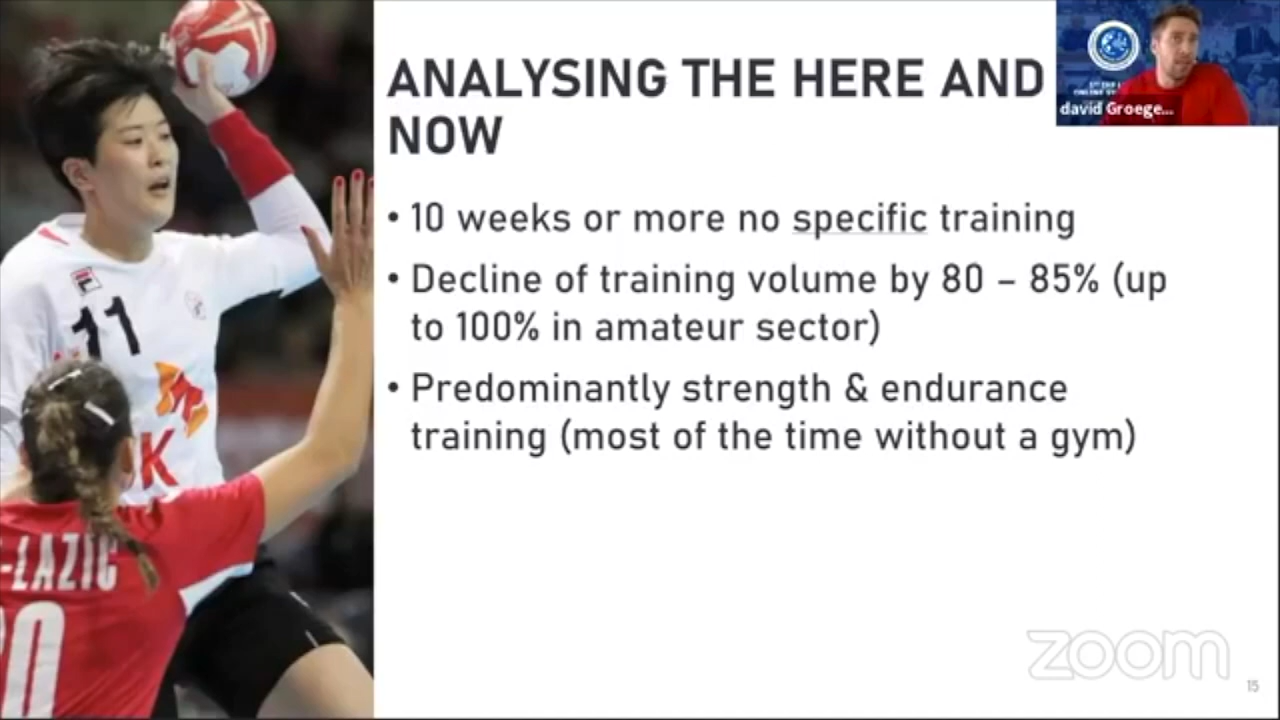 ANALYSING THE HERE AND
NOW
• 10 weeks or more no specific training
• Decline of training volume by 80 – 85% (up
to 100% in amateur sector)
• Predominantly strength & endurance
training (most of the time without a gym)
david Groege...
FILA
11
K
-LAZIC
20
zoom
15